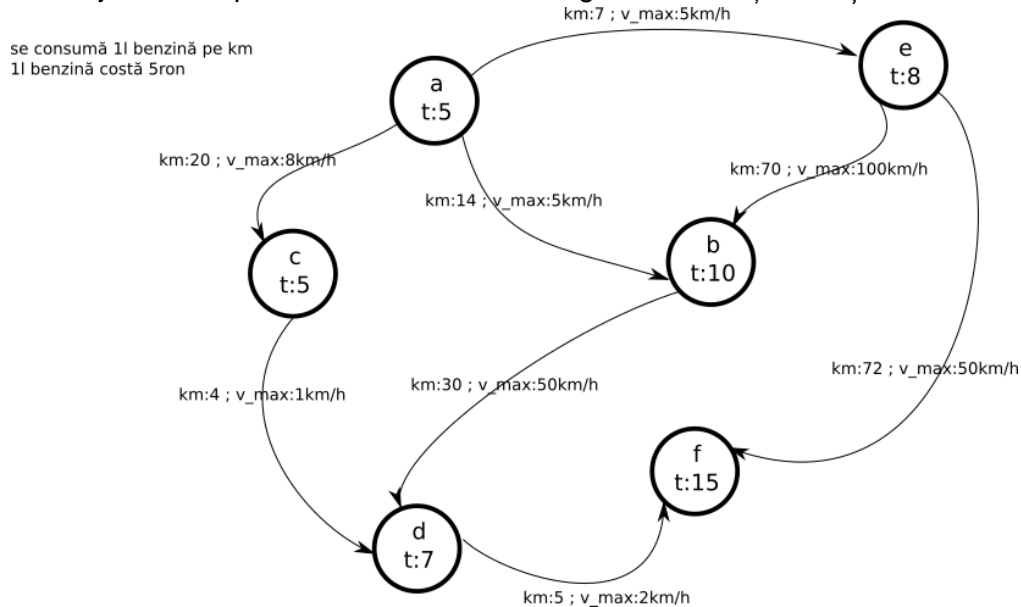 km:7 ; v_max:5km/h
se consumă 1l benzină pe km
1l benzină costă 5ron
a
t:5
e
t:8
km:20 ; v_max:8km/h
km:70 ; v_max:100km/h
km:14 ; v_max:5km/h
c
t:5
b
t:10
km:4 ; v_max:1km/h
km:30 ; v_max:50km/h
km:72 ; v_max:50km/h
f
t:15
d
t:7
km:5 ; v_max:2km/h